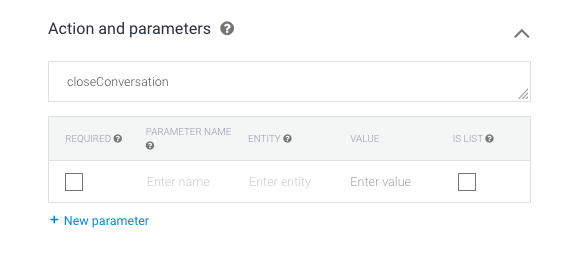 Action and parameters
closeConversation
REQUIRED PARAMETER NAME ENTITY VALUE IS LIST
Enter name Enter entity Enter value
+ New parameter